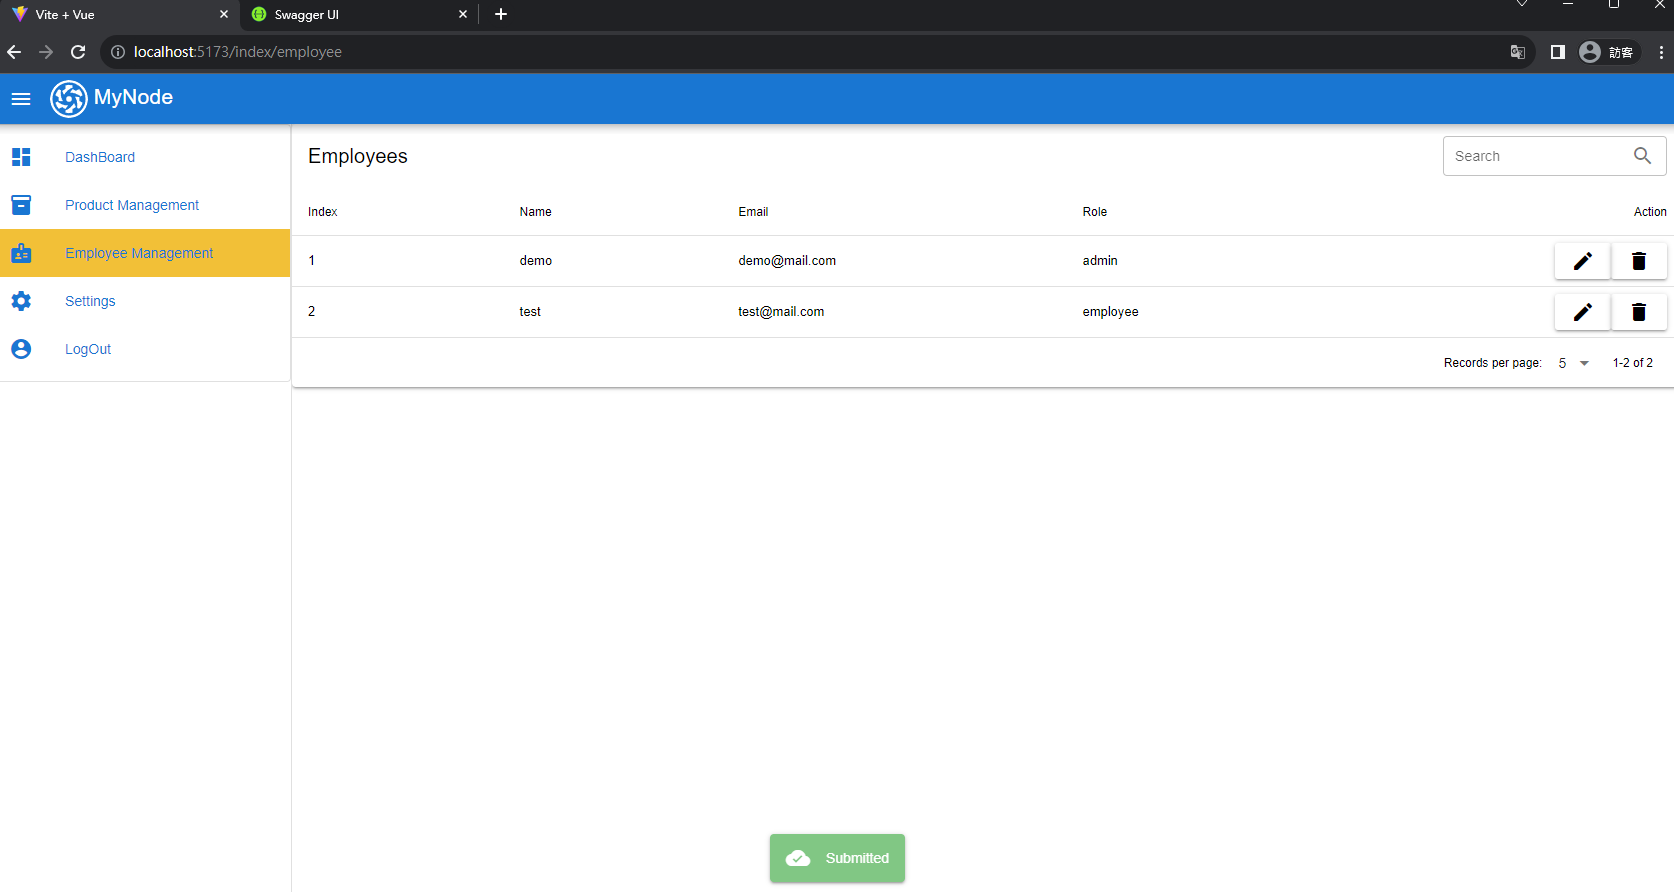 Vite + Vue
Swagger UI
localhost:5173/index/employee
訪客
MyNode
DashBoard
Product Management
Employee Management
Settings
LogOut
Employees
Search
Index Name Email Role Action
1 demo demo@mail.com admin
2 test test@mail.com employee
Records per page: 5 1-2 of 2
Submitted